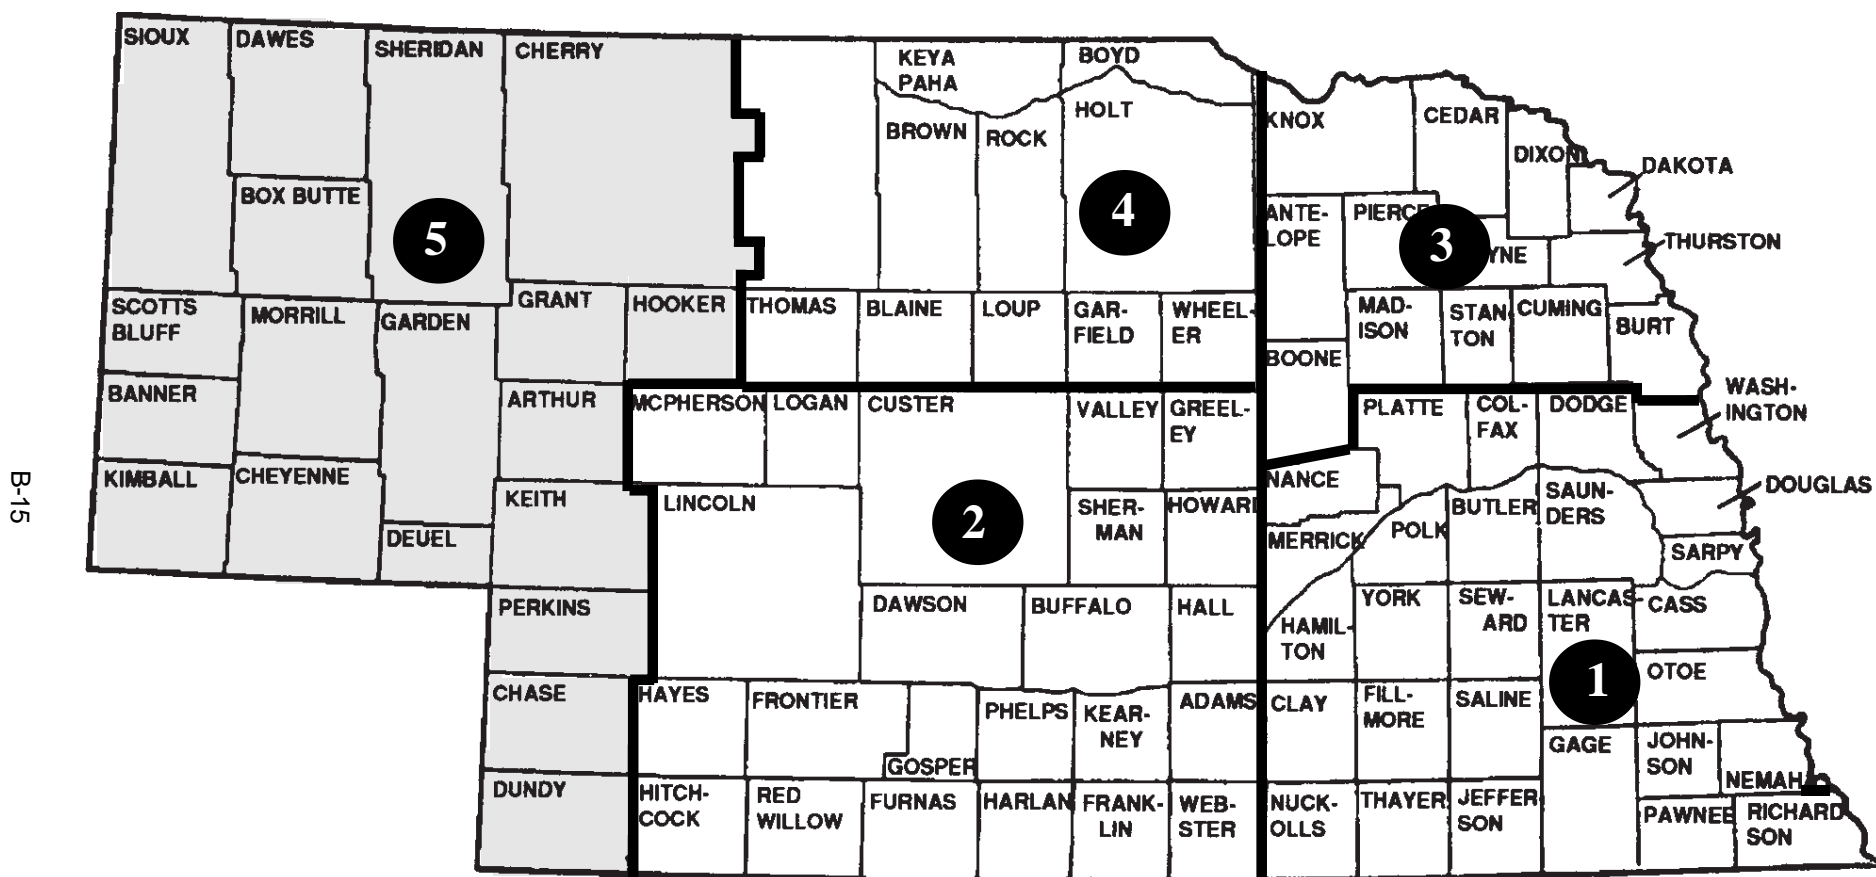 SIOUX
DAWES
SHERIDAN
CHERRY
KEYA
PAHA
BOYD
HOLT
BROWN
ROCK
KNOX
CEDAR
DIXON
DAKOTA
BOX BUTTE
5
4
ANTE-
LOPE
PIERCE
3
YNE
THURSTON
SCOTTS
BLUFF
MORRILL
GARDEN
GRANT
HOOKER
THOMAS
BLAINE
LOUP
GAR-
FIELD
WHEEL-
ER
MAD-
ISON
STAN
TON
CUMING
BURT
BOONE
BANNER
ARTHUR
MCPHERSON
LOGAN
CUSTER
VALLEY
GREEL-
EY
PLATTE
COL-
FAX
DODGE
WASH-
INGTON
KIMBALL
CHEYENNE
KEITH
LINCOLN
2
SHER-
MAN
HOWARD
NANCE
BUTLER
SAUN-
DERS
DOUGLAS
B-15
DEUEL
MERRICK
POLK
SARPY
PERKINS
DAWSON
BUFFALO
HALL
HAMIL-
TON
YORK
SEW-
ARD
LANCAS-
TER
CASS
CHASE
HAYES
FRONTIER
GOSPER
PHELPS
KEAR-
NEY
ADAMS
CLAY
FILL-
MORE
SALINE
1
OTOE
GAGE
JOHN-
SON
NEMAHA
DUNDY
HITCH-
COCK
RED
WILLOW
FURNAS
HARLAN
FRANK-
LIN
WEB-
STER
NUCK-
OLLS
THAYER
JEFFER
SON
PAWNEE
RICHARD
SON